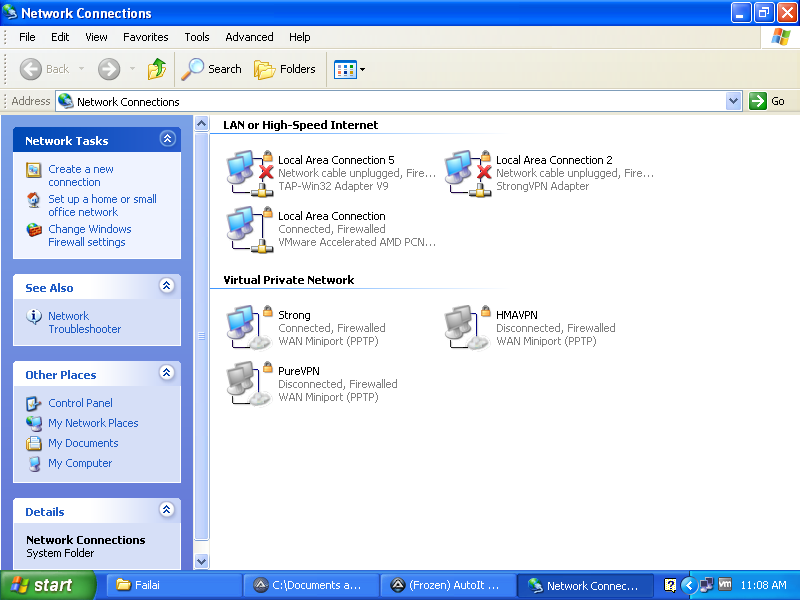 Network Connections
File Edit View Favorites Tools Advanced Help
Back Search Folders
Address Network Connections Go
Network Tasks
Create a new
connection
Set up a home or small
office network
Change Windows
Firewall settings
See Also
Network
Troubleshooter
Other Places
Control Panel
My Network Places
My Documents
My Computer
Details
Network Connections
System Folder
LAN or High-Speed Internet
Local Area Connection 5
Network cable unplugged, Fire...
TAP-Win32 Adapter V9
Local Area Connection 2
Network cable unplugged, Fire...
StrongVPN Adapter
Local Area Connection
Connected, Firewalled
VMware Accelerated AMD PCN...
Virtual Private Network
Strong
Connected, Firewalled
WAN Miniport (PPTP)
HMAVPN
Disconnected, Firewalled
WAN Miniport (PPTP)
PureVPN
Disconnected, Firewalled
WAN Miniport (PPTP)
start Failai C:\Documents a... (Frozen) AutoIt ... Network Connec... 11:08 AM